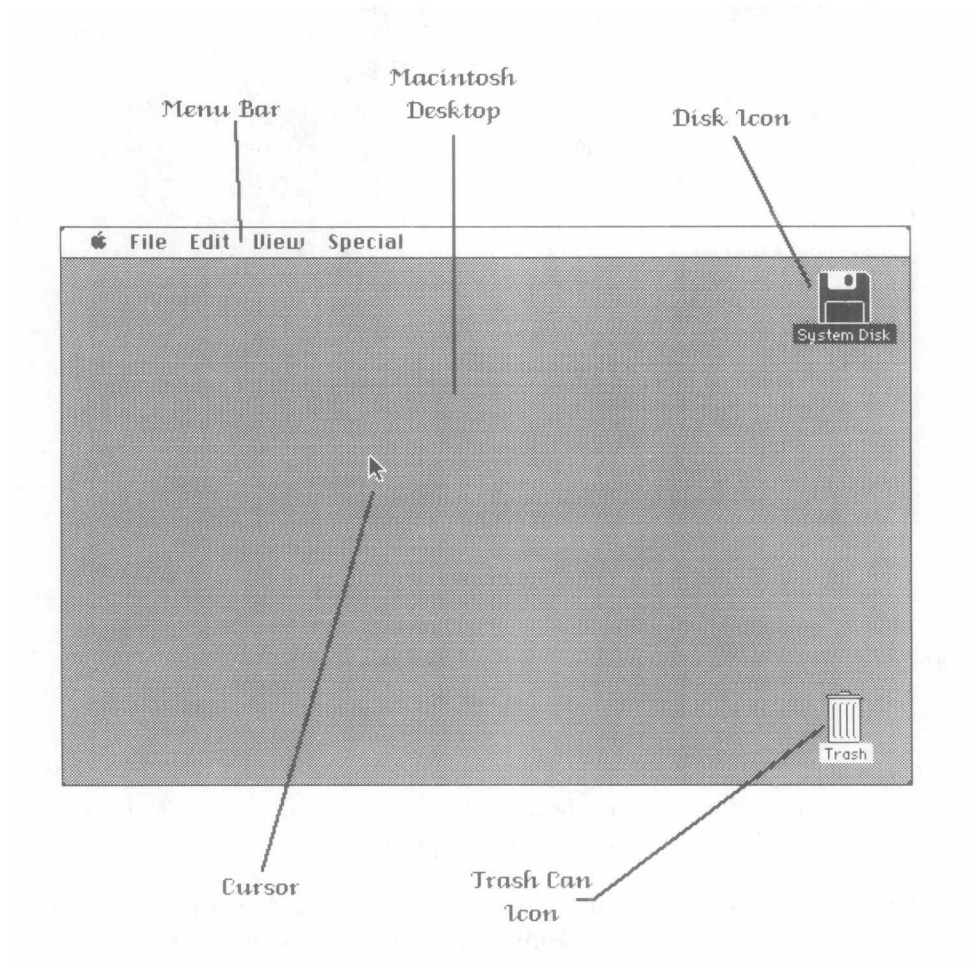 Macintosh
Desktop
Menu Bar
Disk Icon
File Edit View Special
System Disk
Trash
Cursor
Trash Can
Icon